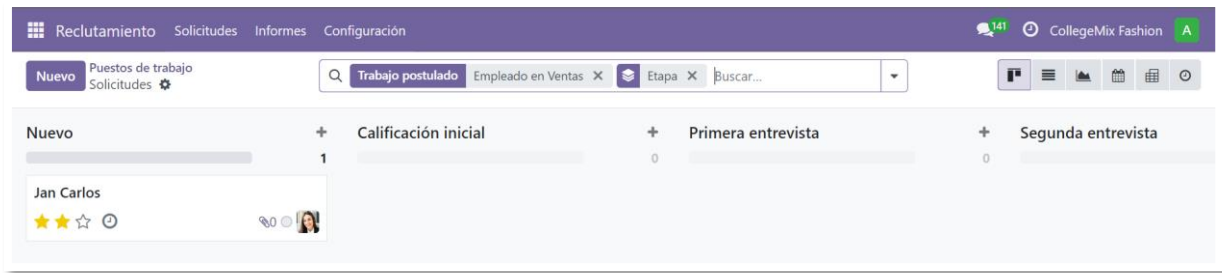 Reclutamiento Solicitudes Informes Configuración 141 CollegeMix Fashion A
Nuevo Puestos de trabajo
Solicitudes
Trabajo postulado Empleado en Ventas × Etapa × Buscar...
Nuevo + Calificación inicial + Primera entrevista + Segunda entrevista
1 0 0
Jan Carlos
0